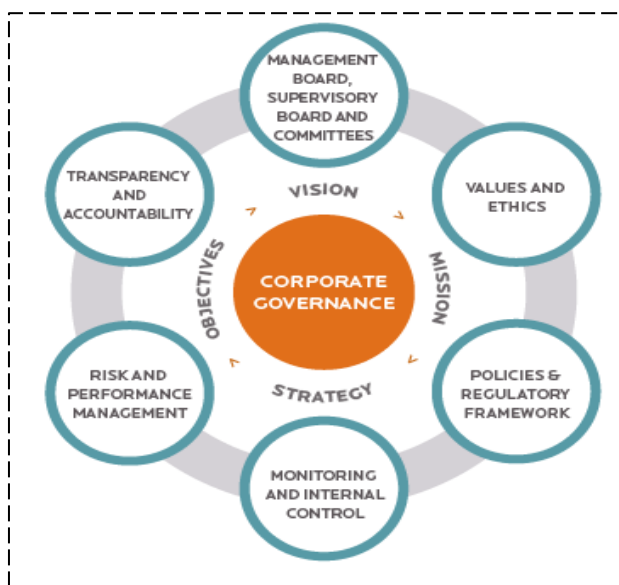 MANAGEMENT
BOARD,
SUPERVISORY
BOARD AND
COMMITTEES
TRANSPARENCY
AND
ACCOUNTABILITY
VALUES AND
ETHICS
VISION
OBJECTIVES
MISSION
CORPORATE
GOVERNANCE
STRATEGY
RISK AND
PERFORMANCE
MANAGEMENT
POLICIES &
REGULATORY
FRAMEWORK
MONITORING
AND INTERNAL
CONTROL